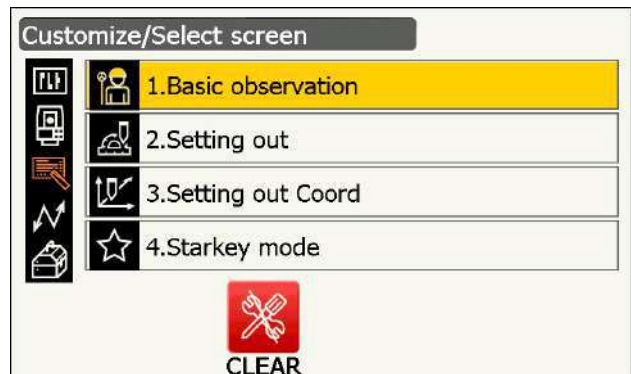 Customize/Select screen
1.Basic observation
2.Setting out
3.Setting out Coord
4.Starkey mode
CLEAR